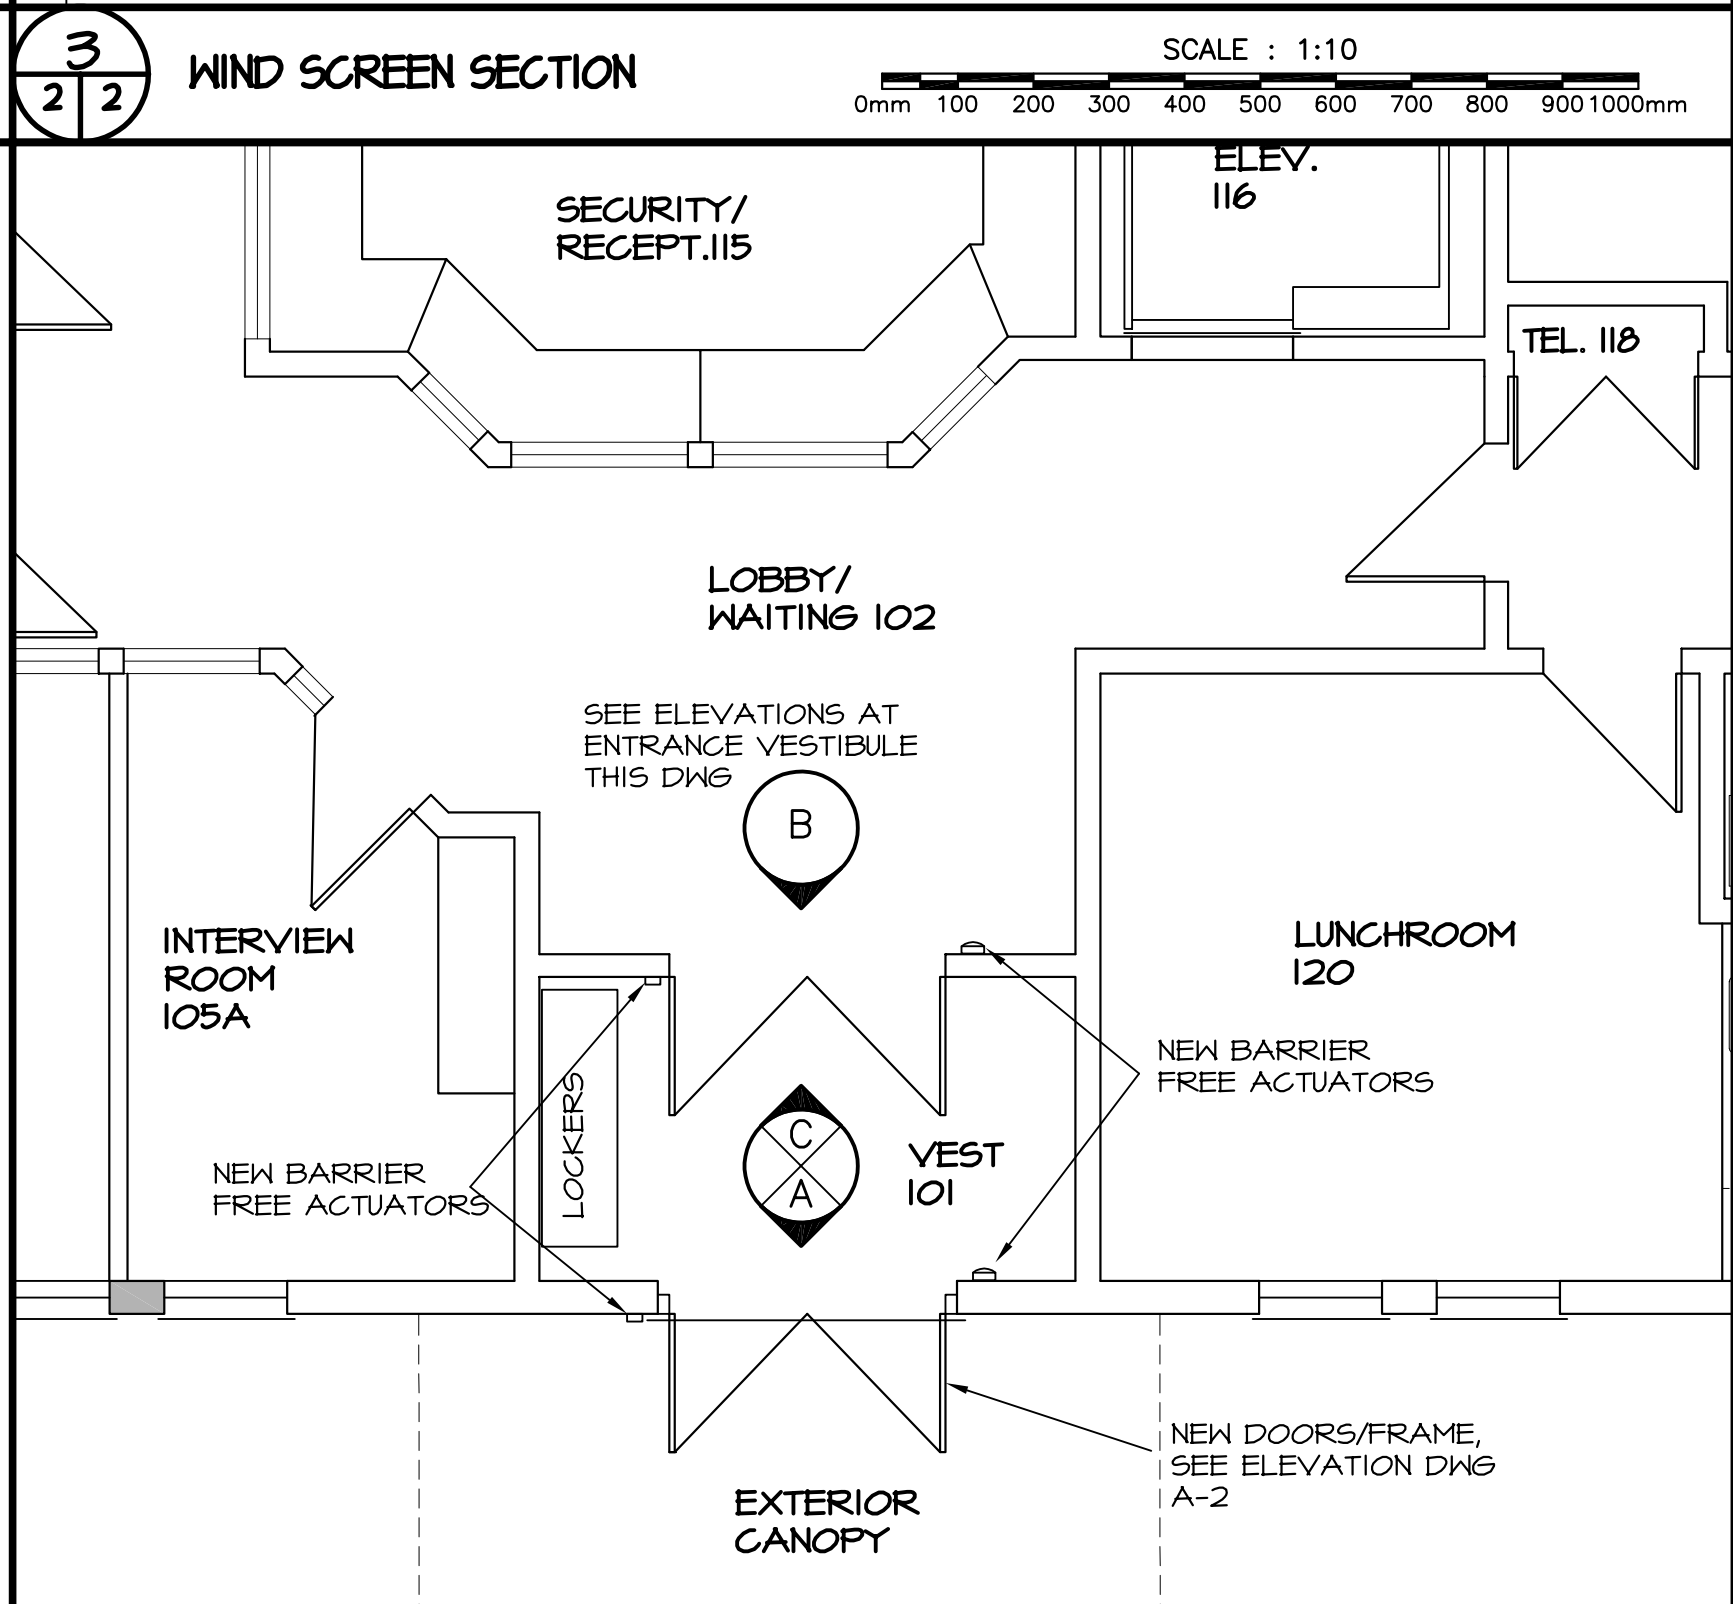 3
2 2
WIND SCREEN SECTION
SCALE : 1:10
0mm 100 200 300 400 500 600 700 800 900 1000mm
ELEV.
116
SECURITY/
RECEPT.115
TEL. 118
LOBBY/
WAITING 102
SEE ELEVATIONS AT
ENTRANCE VESTIBULE
THIS DWG
B
INTERVIEW
ROOM
105A
LUNCHROOM
120
NEW BARRIER
FREE ACTUATORS
LOCKERS
C
A
VEST
101
NEW BARRIER
FREE ACTUATORS
NEW DOORS/FRAME,
SEE ELEVATION DWG
A-2
EXTERIOR
CANOPY